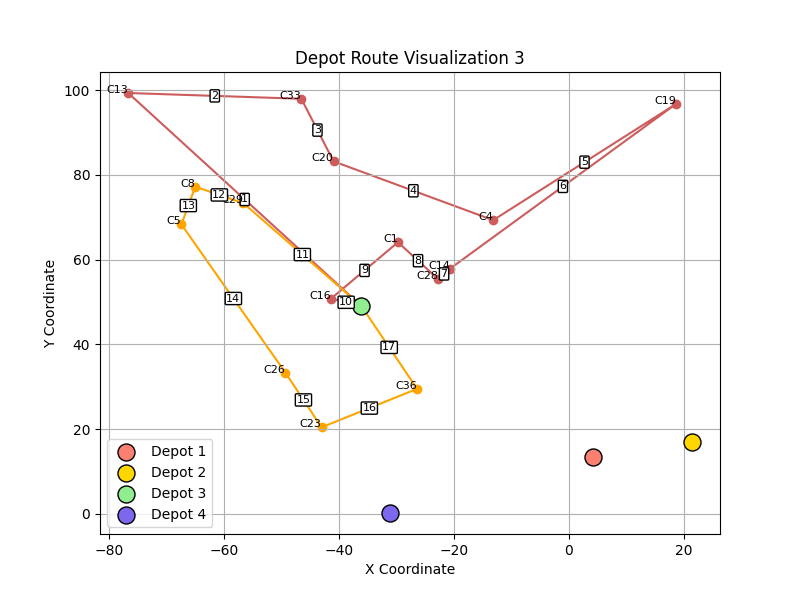 Depot Route Visualization 3
Y Coordinate
100
80
60
40
20
0
C13
2
C33
3
C20
4
C19
5
6
C4
C8
12
C29
1
13
C5
C1
11
9
8
C14
C28
7
C16
10
14
17
C26
C36
15
16
C23
Depot 1
Depot 2
Depot 3
Depot 4
−80
−60
−40
−20
0
20
X Coordinate